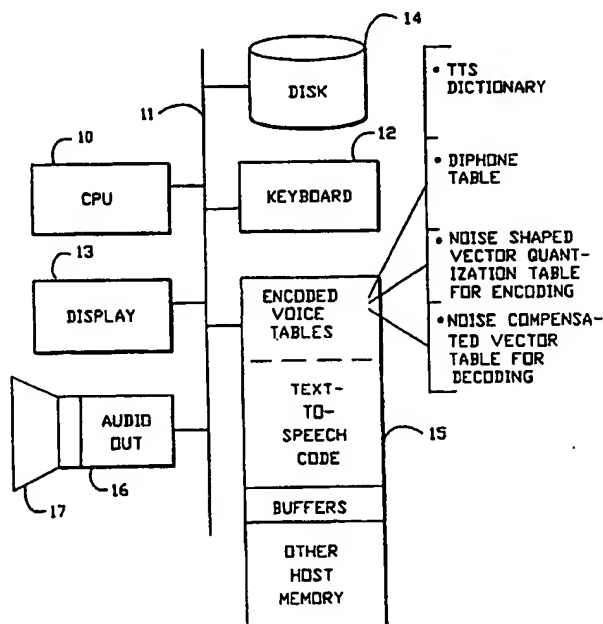 14
DISK
11
10
CPU
12
KEYBOARD
13
DISPLAY
AUDIO
OUT
16
17
ENCODED
VOICE
TABLES
TEXT-
TO-
SPEECH
CODE
15
BUFFERS
OTHER
HOST
MEMORY
• TTS
DICTIONARY
• DIPHONE
TABLE
• NOISE SHAPED
VECTOR QUANT-
IZATION TABLE
FOR ENCODING
• NOISE COMPENSA-
TED VECTOR
TABLE FOR
DECODING